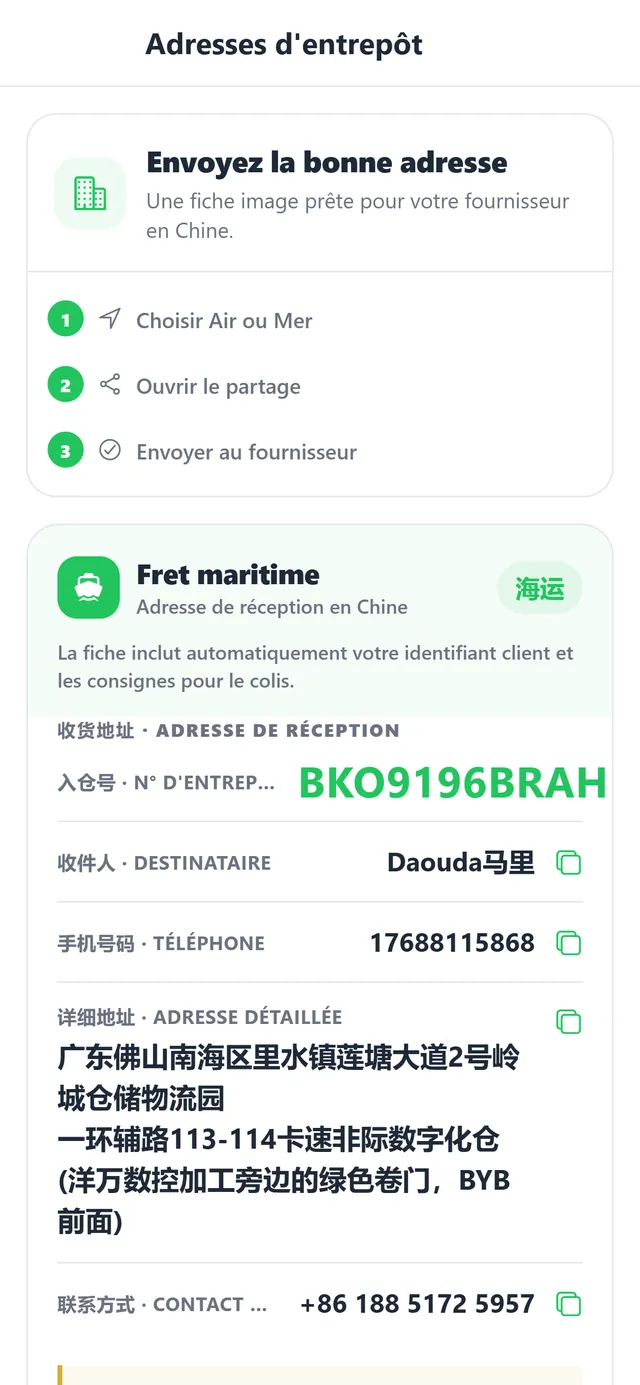 Adresses d'entrepôt
Envoyez la bonne adresse
Une fiche image prête pour votre fournisseur
en Chine.
1 Choisir Air ou Mer
2 Ouvrir le partage
3 Envoyer au fournisseur
Fret maritime
Adresse de réception en Chine
海运
La fiche inclut automatiquement votre identifiant client et
les consignes pour le colis.
收货地址 · ADRESSE DE RÉCEPTION
入仓号 · N° D'ENTREP... BKO9196BRAH
收件人 · DESTINATAIRE Daouda马里
手机号码 · TÉLÉPHONE 17688115868
详细地址 · ADRESSE DÉTAILLÉE
广东佛山南海区里水镇莲塘大道2号岭
城仓储物流园
一环辅路113-114卡速非际数字化仓
(洋万数控加工旁边的绿色卷门，BYB
前面)
联系方式 · CONTACT ... +86 188 5172 5957